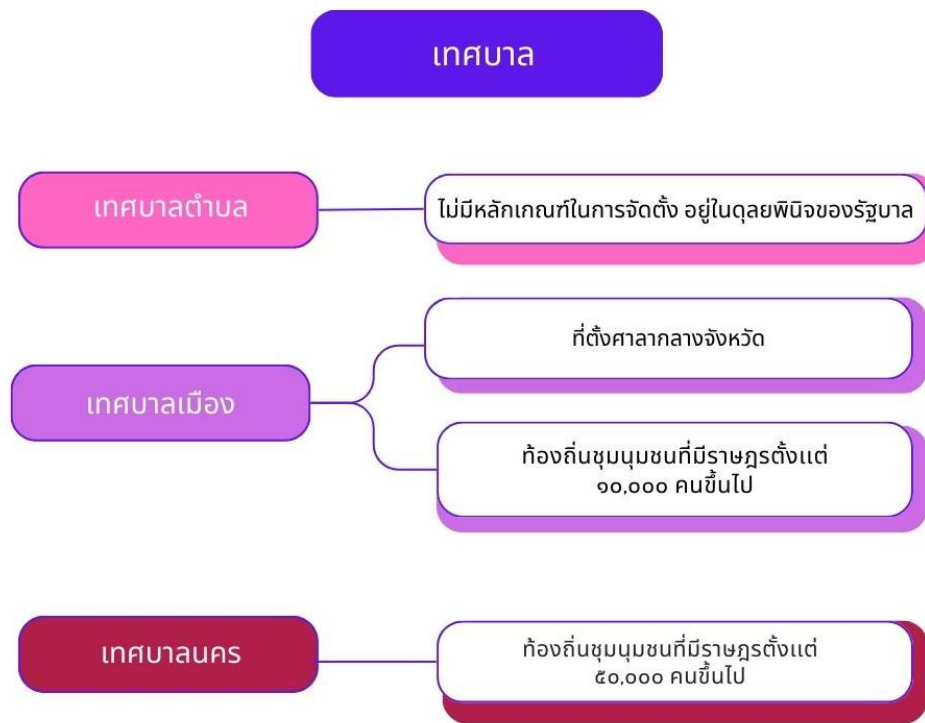 เทศบาล
เทศบาลตำบล
ไม่มีหลักเกณฑ์ในการจัดตั้ง อยู่ในดุลยพินิจของรัฐบาล
เทศบาลเมือง
ที่ตั้งศาลากลางจังหวัด
ท้องถิ่นชุมนุมชนที่มีราษฎรตั้งแต่
๑๐,๐๐๐ คนขึ้นไป
เทศบาลนคร
ท้องถิ่นชุมนุมชนที่มีราษฎรตั้งแต่
๕๐,๐๐๐ คนขึ้นไป